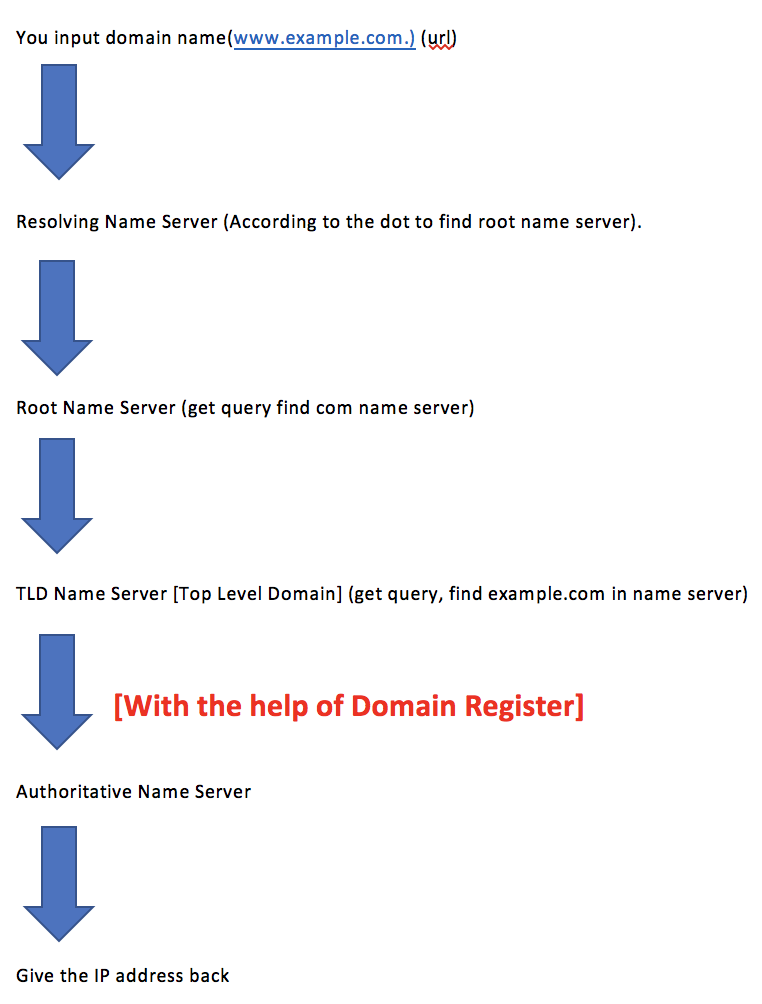 You input domain name(www.example.com.) (url)
Resolving Name Server (According to the dot to find root name server).
Root Name Server (get query find com name server)
TLD Name Server [Top Level Domain] (get query, find example.com in name server)
[With the help of Domain Register]
Authoritative Name Server
Give the IP address back